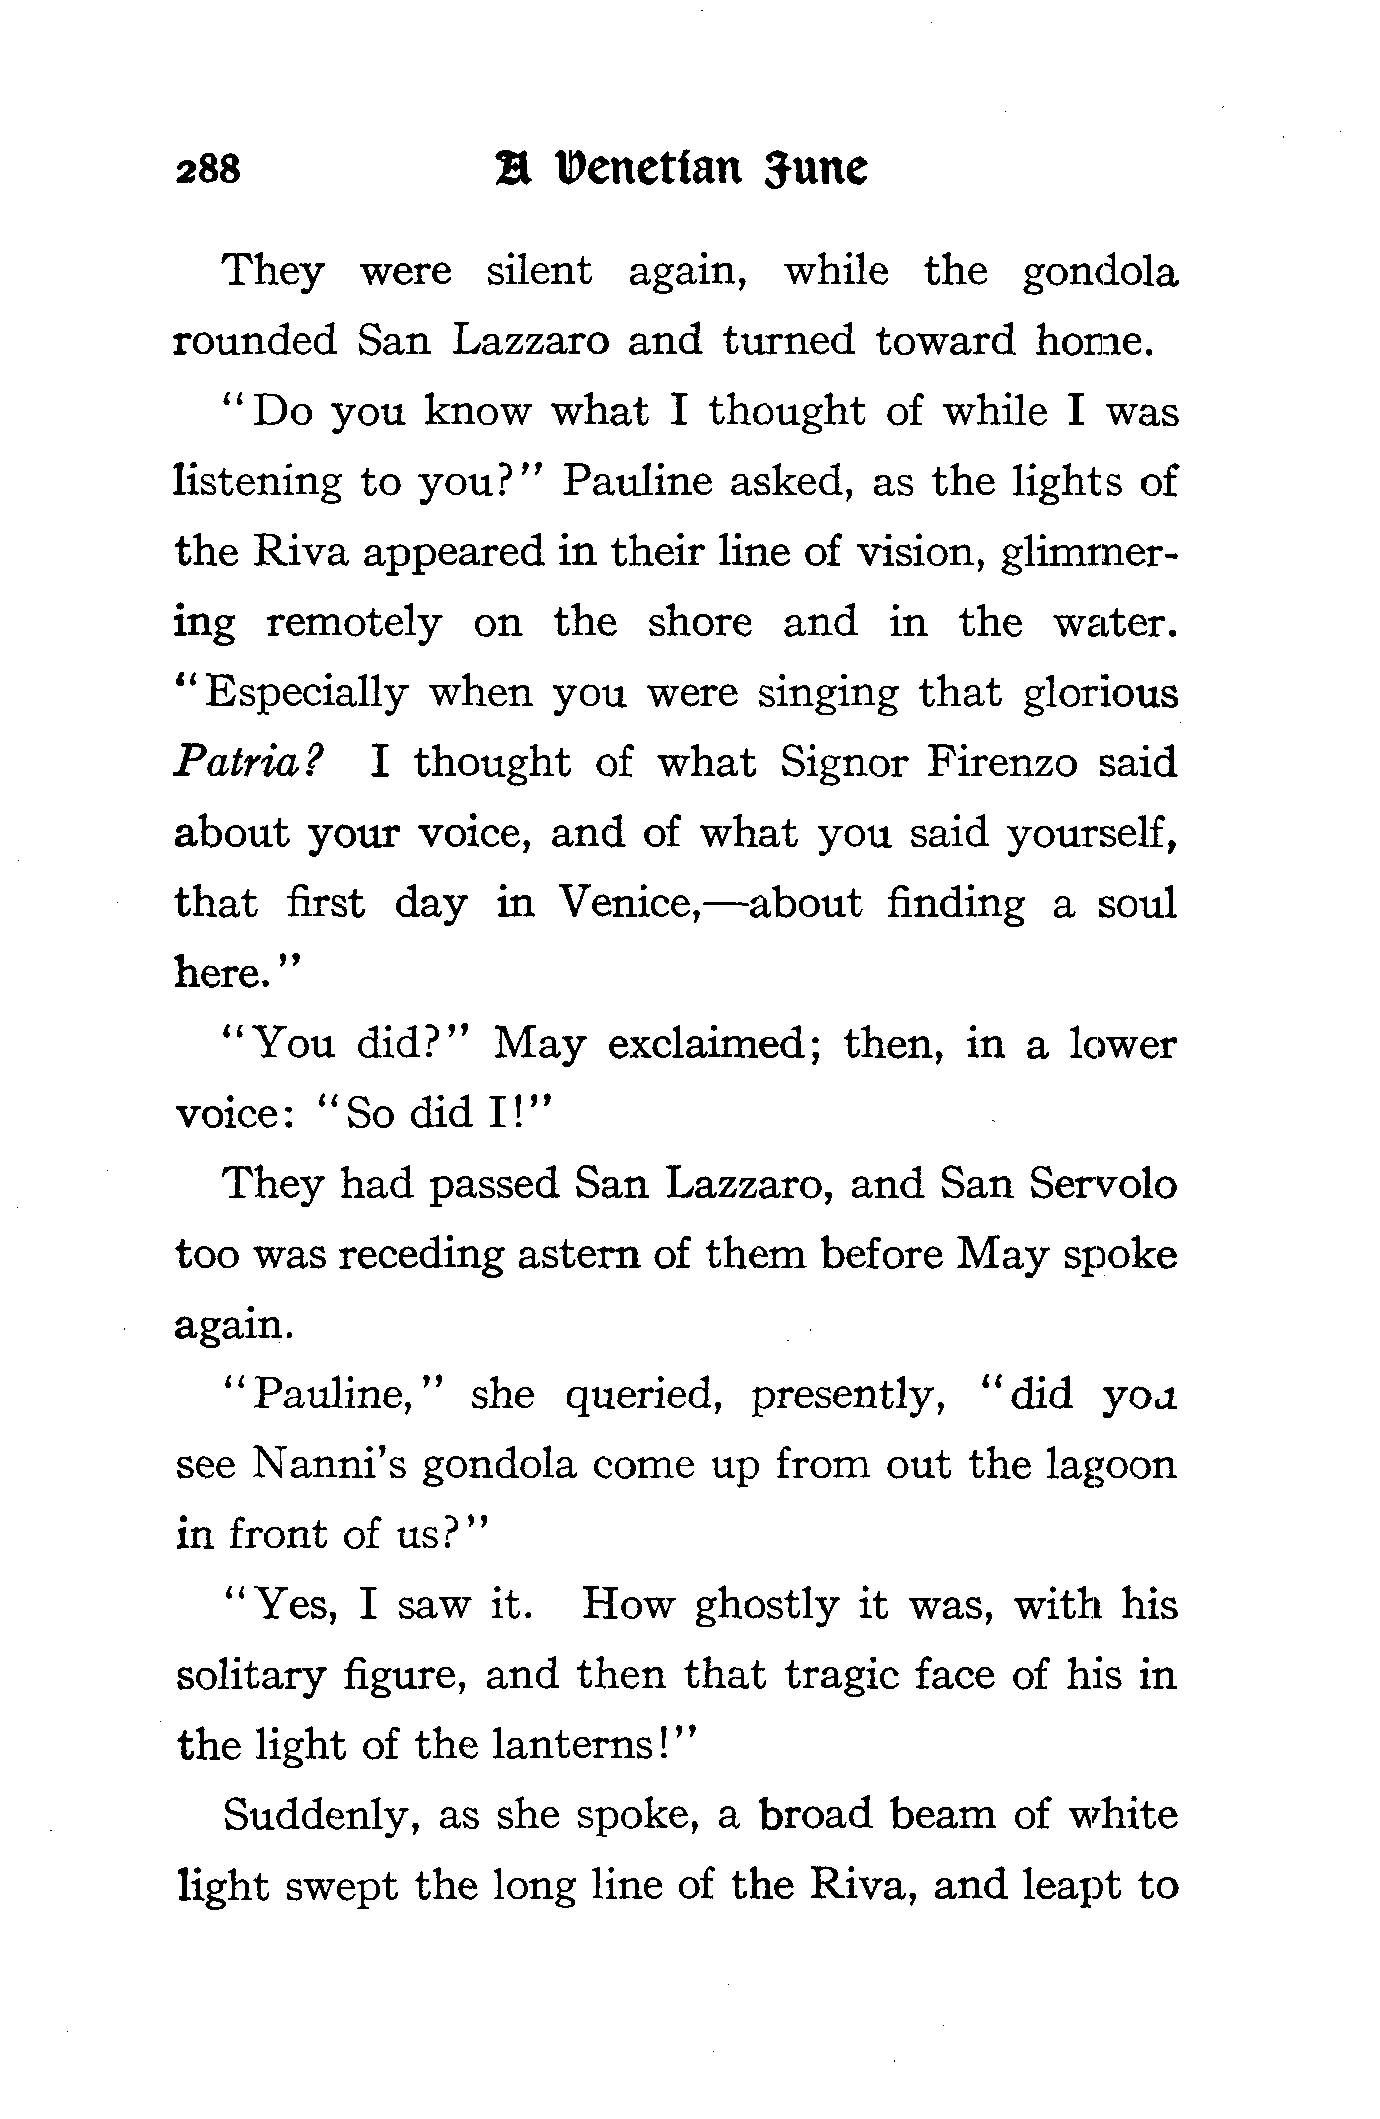 288 A Venetian June
They were silent again, while the gondola
rounded San Lazzaro and turned toward home.
"Do you know what I thought of while I was
listening to you?" Pauline asked, as the lights of
the Riva appeared in their line of vision, glimmer-
ing remotely on the shore and in the water.
"Especially when you were singing that glorious
Patria? I thought of what Signor Firenzo said
about your voice, and of what you said yourself,
that first day in Venice,—about finding a soul
here."
"You did?" May exclaimed; then, in a lower
voice: "So did I!"
They had passed San Lazzaro, and San Servolo
too was receding astern of them before May spoke
again.
"Pauline," she queried, presently, "did you
see Nanni's gondola come up from out the lagoon
in front of us?"
"Yes, I saw it. How ghostly it was, with his
solitary figure, and then that tragic face of his in
the light of the lanterns!"
Suddenly, as she spoke, a broad beam of white
light swept the long line of the Riva, and leapt to